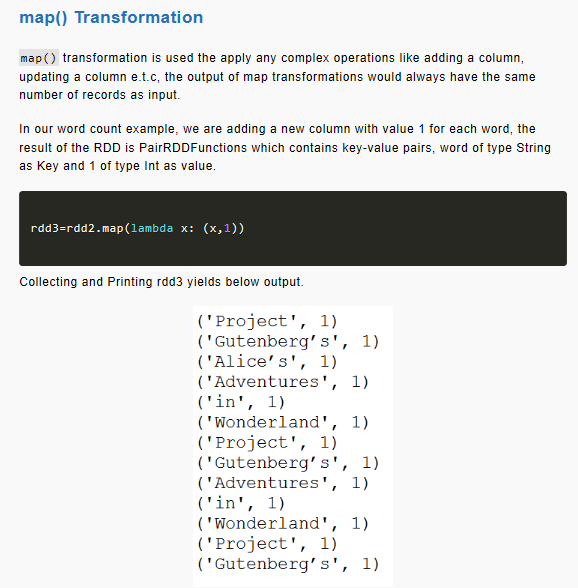 map() Transformation
map() transformation is used the apply any complex operations like adding a column,
updating a column e.t.c, the output of map transformations would always have the same
number of records as input.
In our word count example, we are adding a new column with value 1 for each word, the
result of the RDD is PairRDDFunctions which contains key-value pairs, word of type String
as Key and 1 of type Int as value.
rdd3=rdd2.map(lambda x: (x,1))
Collecting and Printing rdd3 yields below output.
('Project', 1)
('Gutenberg’s', 1)
('Alice’s', 1)
('Adventures', 1)
('in', 1)
('Wonderland', 1)
('Project', 1)
('Gutenberg’s', 1)
('Adventures', 1)
('in', 1)
('Wonderland', 1)
('Project', 1)
('Gutenberg’s', 1)